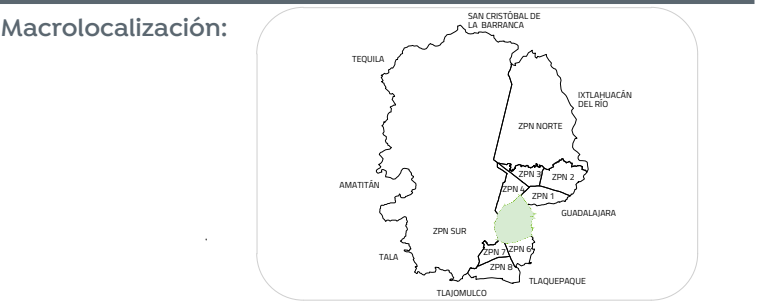 Macrolocalización:
SAN CRISTÓBAL DE
LA BARRANCA
TEQUILA
IXTLAHUACÁN
DEL RÍO
ZPN NORTE
ZPN 3
ZPN 2
AMATITÁN
ZPN 4
ZPN 1
GUADALAJARA
ZPN SUR
ZPN 7
ZPN 6
TALA
ZPN 8
TLAQUEPAQUE
TLAJOMULCO